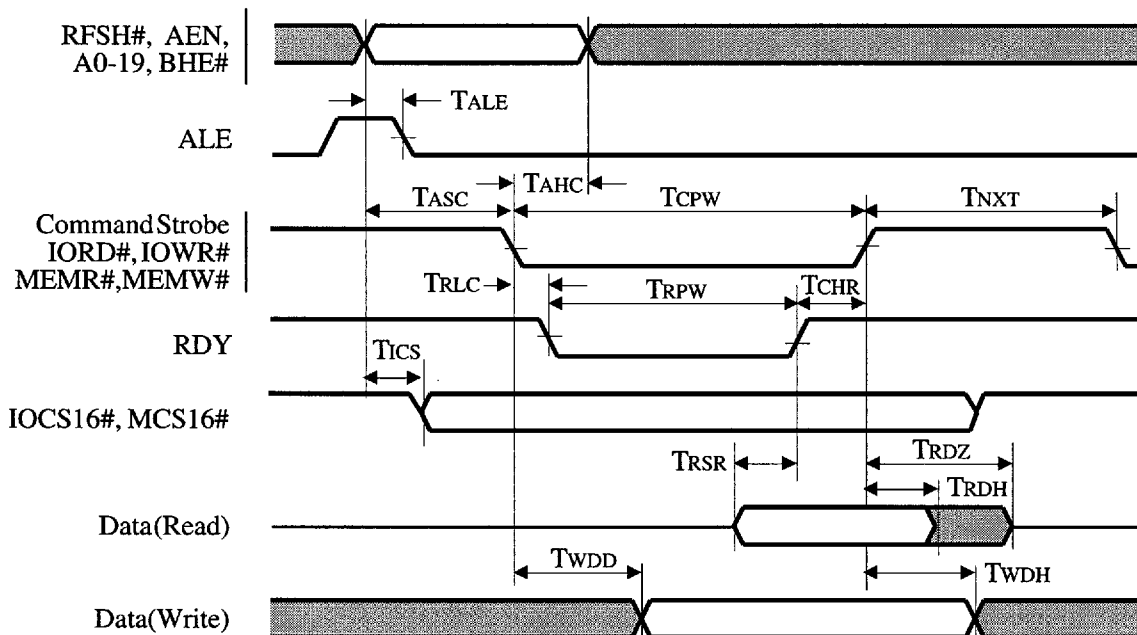 RFSH#, AEN,
A0-19, BHE#
TALE
ALE
TAHC
TASC
TCPW
TNXT
Command Strobe
IORD#, IOWR#
MEMR#,MEMW#
TRLC
TRPW
TCHR
RDY
TICS
IOCS16#, MCS16#
TRSR
TRDZ
TRDH
Data(Read)
TWDD
TWDH
Data(Write)